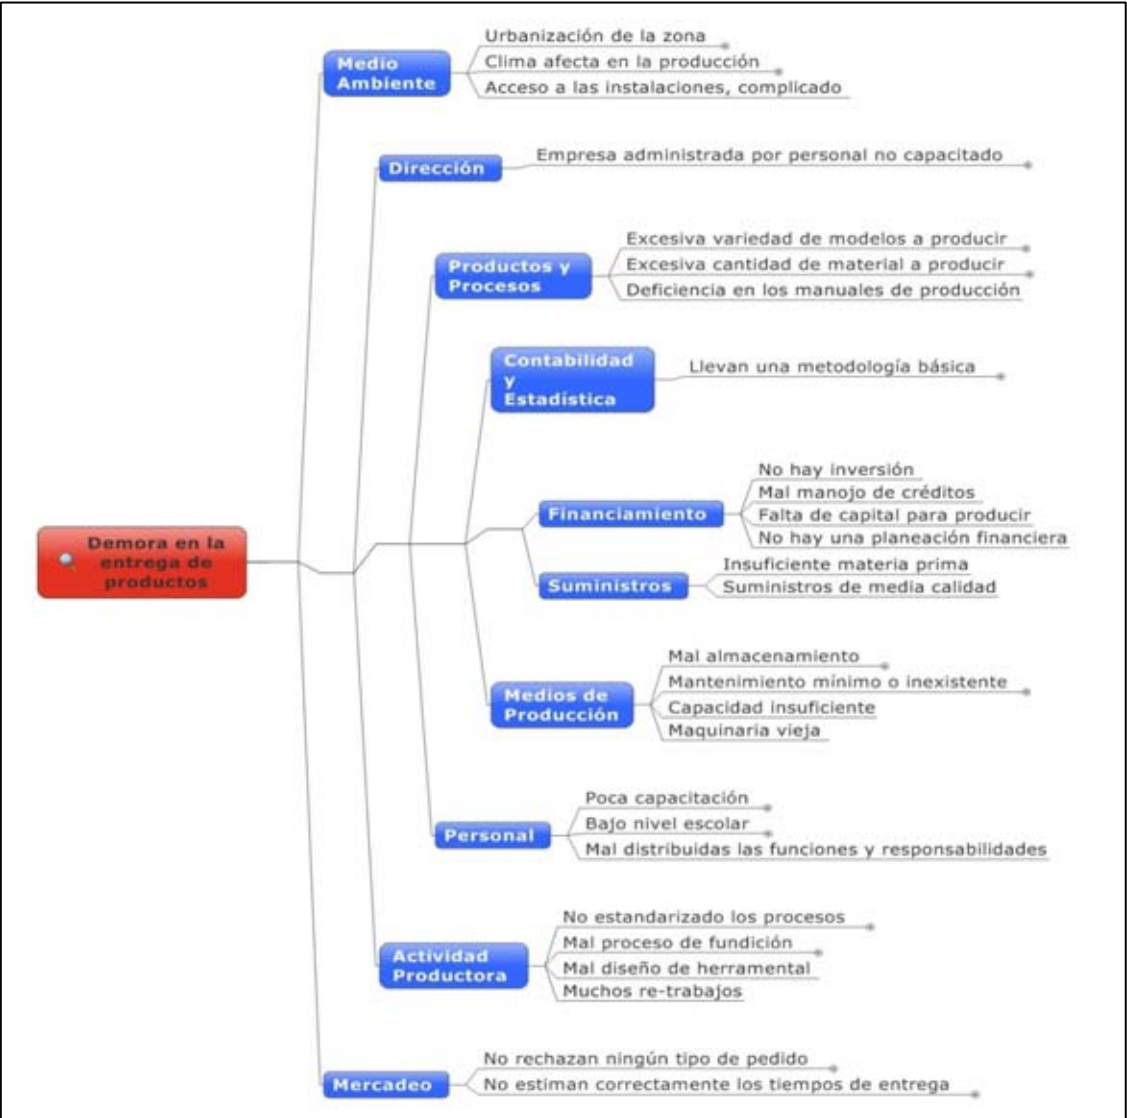 Medio
Ambiente
Urbanización de la zona
Clima afecta en la producción
Acceso a las instalaciones, complicado
Dirección
Empresa administrada por personal no capacitado
Productos y
Procesos
Excesiva variedad de modelos a producir
Excesiva cantidad de material a producir
Deficiencia en los manuales de producción
Contabilidad
y
Estadística
Llevan una metodología básica
Demora en la
entrega de
productos
Financiamiento
No hay inversión
Mal manojo de créditos
Falta de capital para producir
No hay una planeación financiera
Suministros
Insuficiente materia prima
Suministros de media calidad
Medios de
Producción
Mal almacenamiento
Mantenimiento mínimo o inexistente
Capacidad insuficiente
Maquinaria vieja
Personal
Poca capacitación
Bajo nivel escolar
Mal distribuidas las funciones y responsabilidades
Actividad
Productora
No estandarizado los procesos
Mal proceso de fundición
Mal diseño de herramental
Muchos re-trabajos
Mercadeo
No rechazan ningún tipo de pedido
No estiman correctamente los tiempos de entrega